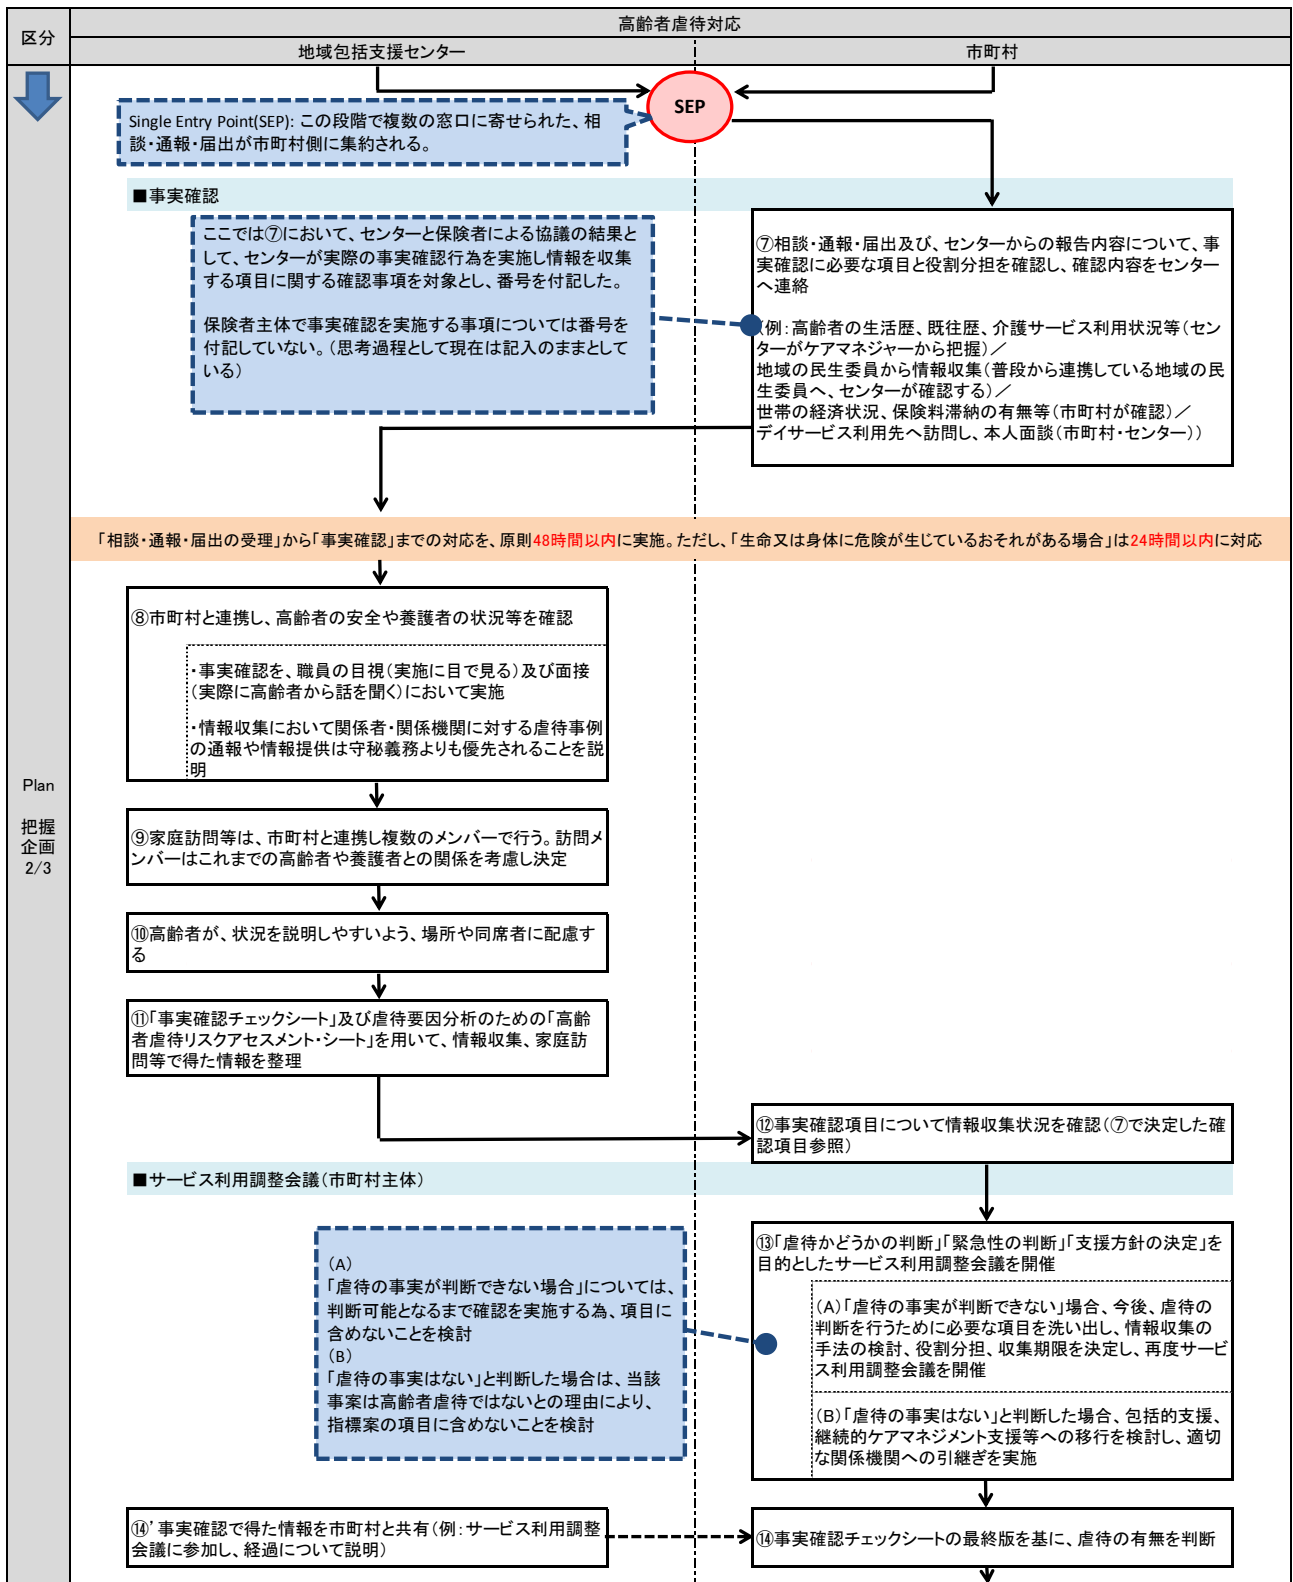 区分
高齢者虐待対応
地域包括支援センター
市町村
SEP
Single Entry Point(SEP): この段階で複数の窓口に寄せられた、相
談・通報・届出が市町村側に集約される。
■事実確認
ここでは⑦において、センターと保険者による協議の結果と
して、センターが実際の事実確認行為を実施し情報を収集
する項目に関する確認事項を対象とし、番号を付記した。
保険者主体で事実確認を実施する事項については番号を
付記していない。（思考過程として現在は記入のままとして
いる）
⑦相談・通報・届出及び、センターからの報告内容について、事
実確認に必要な項目と役割分担を確認し、確認内容をセンター
へ連絡
（例：高齢者の生活歴、既往歴、介護サービス利用状況等（セン
ターがケアマネジャーから把握）／
地域の民生委員から情報収集（普段から連携している地域の民
生委員へ、センターが確認する）／
世帯の経済状況、保険料滞納の有無等（市町村が確認）／
デイサービス利用先へ訪問し、本人面談（市町村・センター））
「相談・通報・届出の受理」から「事実確認」までの対応を、原則48時間以内に実施。ただし、「生命又は身体に危険が生じているおそれがある場合」は24時間以内に対応
⑧市町村と連携し、高齢者の安全や養護者の状況等を確認
・事実確認を、職員の目視（実施に目で見る）及び面接
（実際に高齢者から話を聞く）において実施
・情報収集において関係者・関係機関に対する虐待事例
の通報や情報提供は守秘義務よりも優先されることを説
明
Plan
把握
企画
2/3
⑨家庭訪問等は、市町村と連携し複数のメンバーで行う。訪問メ
ンバーはこれまでの高齢者や養護者との関係を考慮し決定
⑩高齢者が、状況を説明しやすいよう、場所や同席者に配慮す
る
⑪「事実確認チェックシート」及び虐待要因分析のための「高齢
者虐待リスクアセスメント・シート」を用いて、情報収集、家庭訪
問等で得た情報を整理
⑫事実確認項目について情報収集状況を確認（⑦で決定した確
認項目参照）
■サービス利用調整会議（市町村主体）
（A）
「虐待の事実が判断できない場合」については、
判断可能となるまで確認を実施する為、項目に
含めないことを検討
（B）
「虐待の事実はない」と判断した場合は、当該
事案は高齢者虐待ではないとの理由により、
指標案の項目に含めないことを検討
⑬「虐待かどうかの判断」「緊急性の判断」「支援方針の決定」を
目的としたサービス利用調整会議を開催
（A）「虐待の事実が判断できない」場合、今後、虐待の
判断を行うために必要な項目を洗い出し、情報収集の
手法の検討、役割分担、収集期限を決定し、再度サービ
ス利用調整会議を開催
（B）「虐待の事実はない」と判断した場合、包括的支援、
継続的ケアマネジメント支援等への移行を検討し、適切
な関係機関への引継ぎを実施
⑭’事実確認で得た情報を市町村と共有（例：サービス利用調整
会議に参加し、経過について説明）
⑭事実確認チェックシートの最終版を基に、虐待の有無を判断